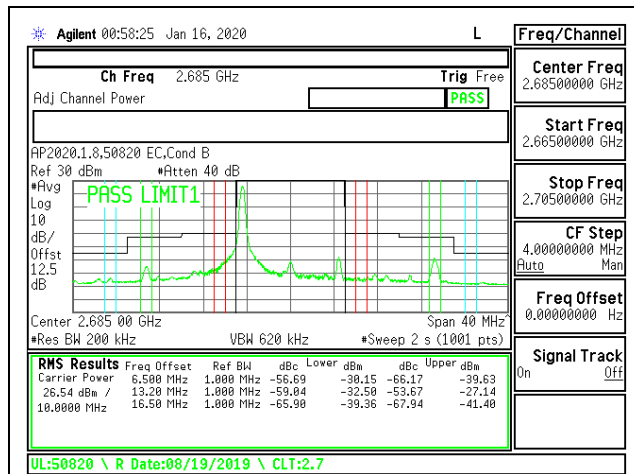 Agilent 00:58:25 Jan 16, 2020 L
Freq/Channel
Ch Freq 2.685 GHz Trig Free
Adj Channel Power PASS
AP2020.1.8,50820 EC,Cond B
Ref 30 dBm #Atten 40 dB
#Avg
Log
10
dB/
Offst
12.5
dB
PASS LIMIT1
Center 2.685 00 GHz Span 40 MHz^
#Res BW 200 kHz VBW 620 kHz #Sweep 2 s (1001 pts)
RMS Results Freq Offset Ref BW dBc Lower dBm dBc Upper dBm
Carrier Power 6.500 MHz 1.000 MHz -56.69 -30.15 -66.17 -39.63
26.54 dBm / 13.20 MHz 1.000 MHz -59.04 -32.50 -53.67 -27.14
10.0000 MHz 16.50 MHz 1.000 MHz -65.90 -39.36 -67.94 -41.40
UL:50820 \ R Date:08/19/2019 \ CLT:2.7
Center Freq
2.68500000 GHz
Start Freq
2.66500000 GHz
Stop Freq
2.70500000 GHz
CF Step
4.00000000 MHz
Auto Man
Freq Offset
0.00000000 Hz
Signal Track
On Off